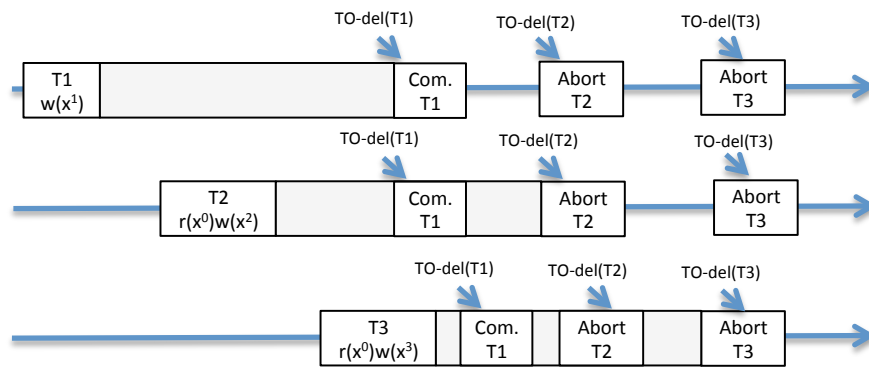 TO-del(T1)
TO-del(T2)
TO-del(T3)
T1
w(x¹)
Com.
T1
Abort
T2
Abort
T3
TO-del(T1)
TO-del(T2)
TO-del(T3)
T2
r(x⁰)w(x²)
Com.
T1
Abort
T2
Abort
T3
TO-del(T1)
TO-del(T2)
TO-del(T3)
T3
r(x⁰)w(x³)
Com.
T1
Abort
T2
Abort
T3